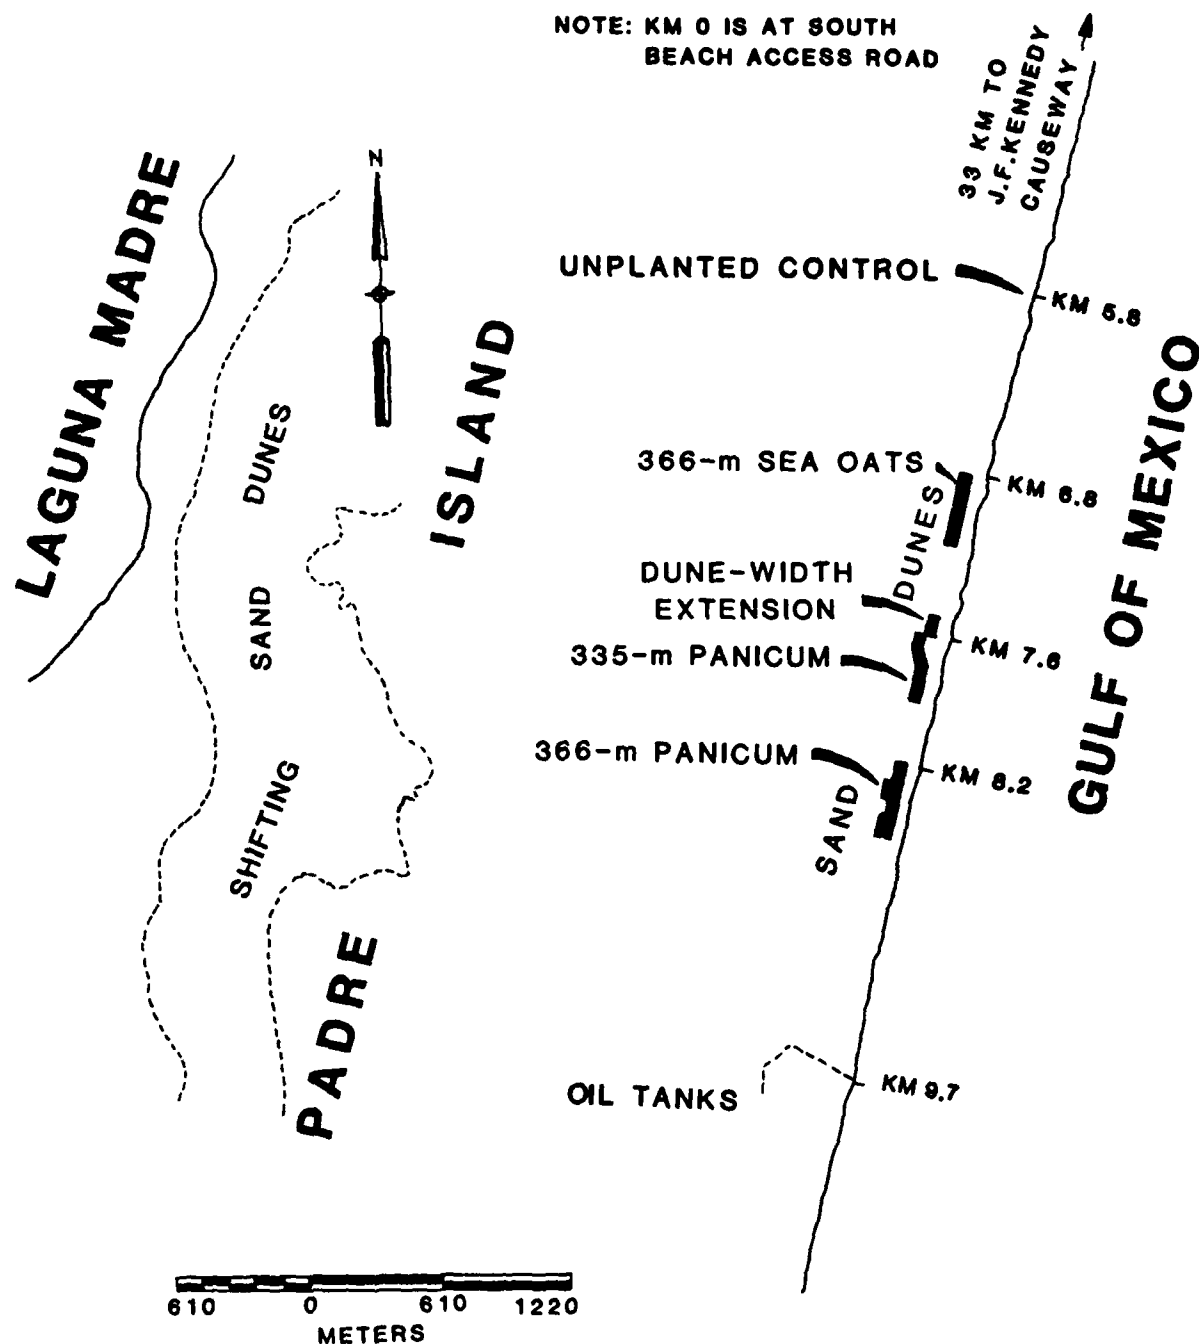 NOTE: KM 0 IS AT SOUTH
BEACH ACCESS ROAD
33 KM TO
J.F.KENNEDY
CAUSEWAY
N
LAGUNA MADRE
UNPLANTED CONTROL
KM 5.8
ISLAND
DUNES
SAND
SHIFTING
PADRE
366-m SEA OATS
KM 6.8
DUNES
DUNE-WIDTH
EXTENSION
KM 7.6
335-m PANICUM
366-m PANICUM
KM 8.2
SAND
GULF OF MEXICO
OIL TANKS
KM 9.7
610 0 610 1220
METERS